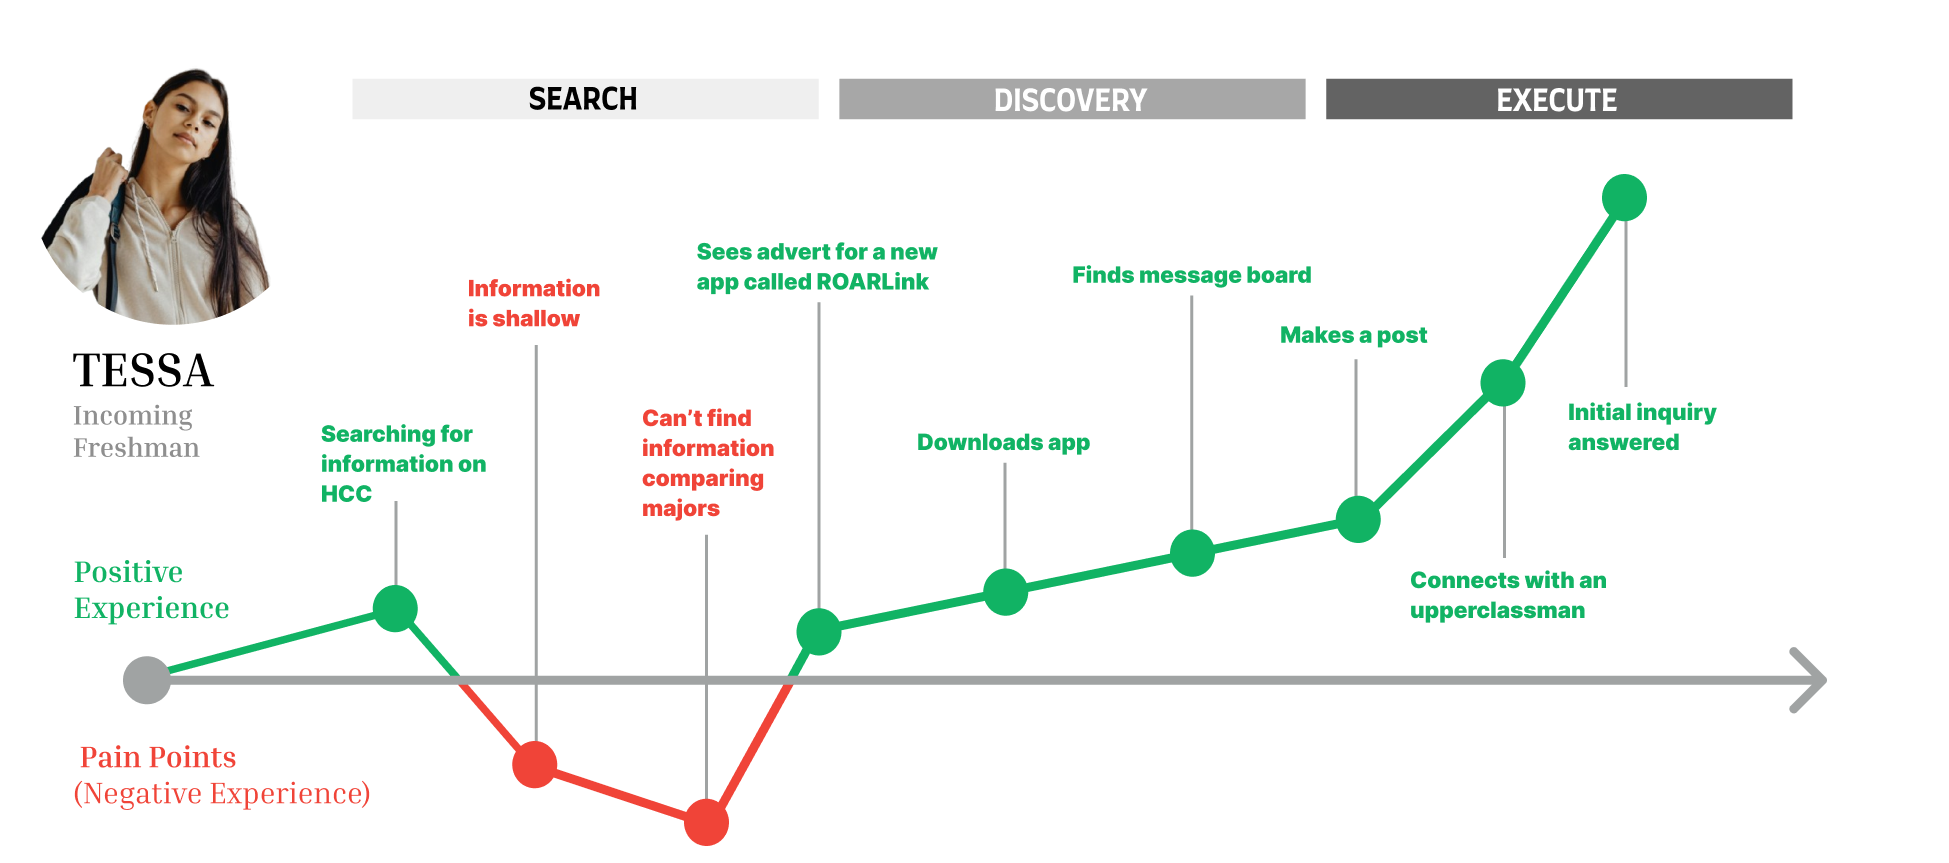 SEARCH
DISCOVERY
EXECUTE
TESSA
Incoming
Freshman
Searching for
information on
HCC
Information
is shallow
Can’t find
information
comparing
majors
Sees advert for a new
app called ROARLink
Downloads app
Finds message board
Makes a post
Connects with an
upperclassman
Initial inquiry
answered
Positive
Experience
Pain Points
(Negative Experience)